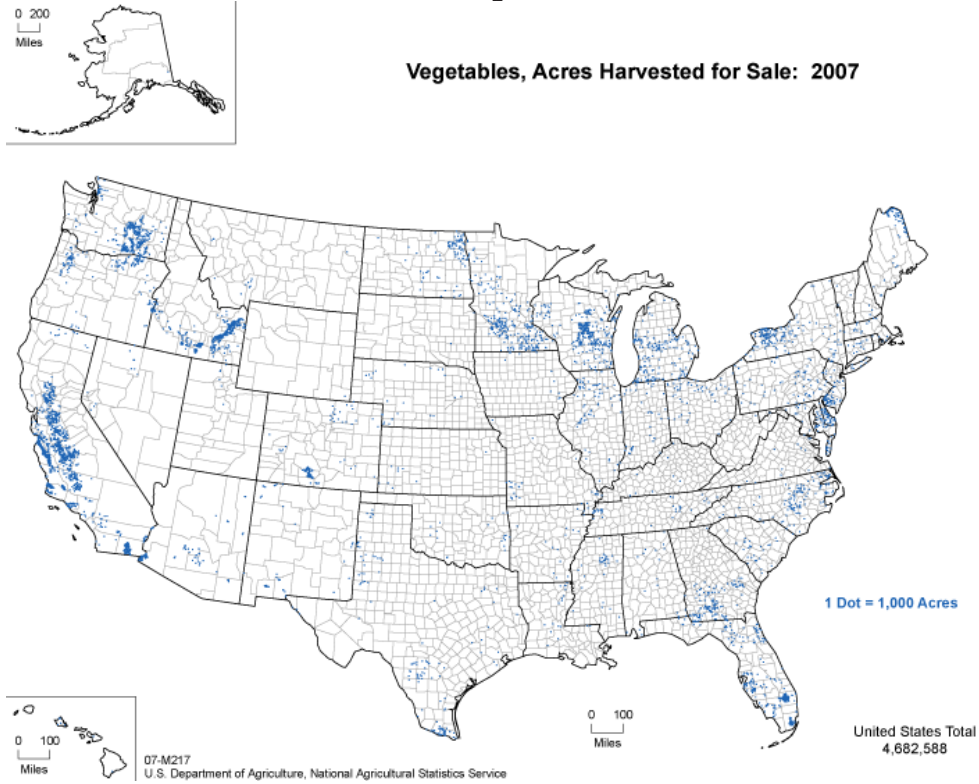 0 200
Miles
Vegetables, Acres Harvested for Sale: 2007
1 Dot = 1,000 Acres
0 100
Miles
0 100
Miles
United States Total
4,682,588
07-M217
U.S. Department of Agriculture, National Agricultural Statistics Service